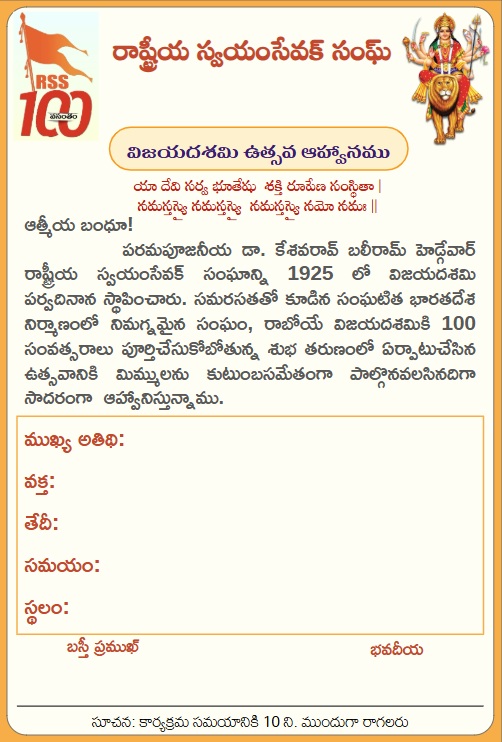 RSS
100
వసంతం
రాష్ట్రీయ స్వయంసేవక్ సంఘ్
విజయదశమి ఉత్సవ ఆహ్వానము
యా దేవి సర్వ భూతేషు శక్తి రూపేణ సంస్థితా |
నమస్తస్యై నమస్తస్యై నమస్తస్యై నమో నమః ||
ఆత్మీయ బంధూ!
పరమపూజనీయ డా. కేశవరావ్ బలీరామ్ హెడ్గేవార్
రాష్ట్రీయ స్వయంసేవక్ సంఘాన్ని 1925 లో విజయదశమి
పర్వదినాన స్థాపించారు. సమరసతతో కూడిన సంఘటిత భారతదేశ
నిర్మాణంలో నిమగ్నమైన సంఘం, రాబోయే విజయదశమికి 100
సంవత్సరాలు పూర్తిచేసుకోబోతున్న శుభ తరుణంలో ఏర్పాటుచేసిన
ఉత్సవానికి మిమ్ములను కుటుంబసమేతంగా పాల్గొనవలసినదిగా
సాదరంగా ఆహ్వానిస్తున్నాము.
ముఖ్య అతిథి:
వక్త:
తేదీ:
సమయం:
స్థలం:
బస్తీ ప్రముఖ్ భవదీయ
సూచన: కార్యక్రమ సమయానికి 10 ని. ముందుగా రాగలరు